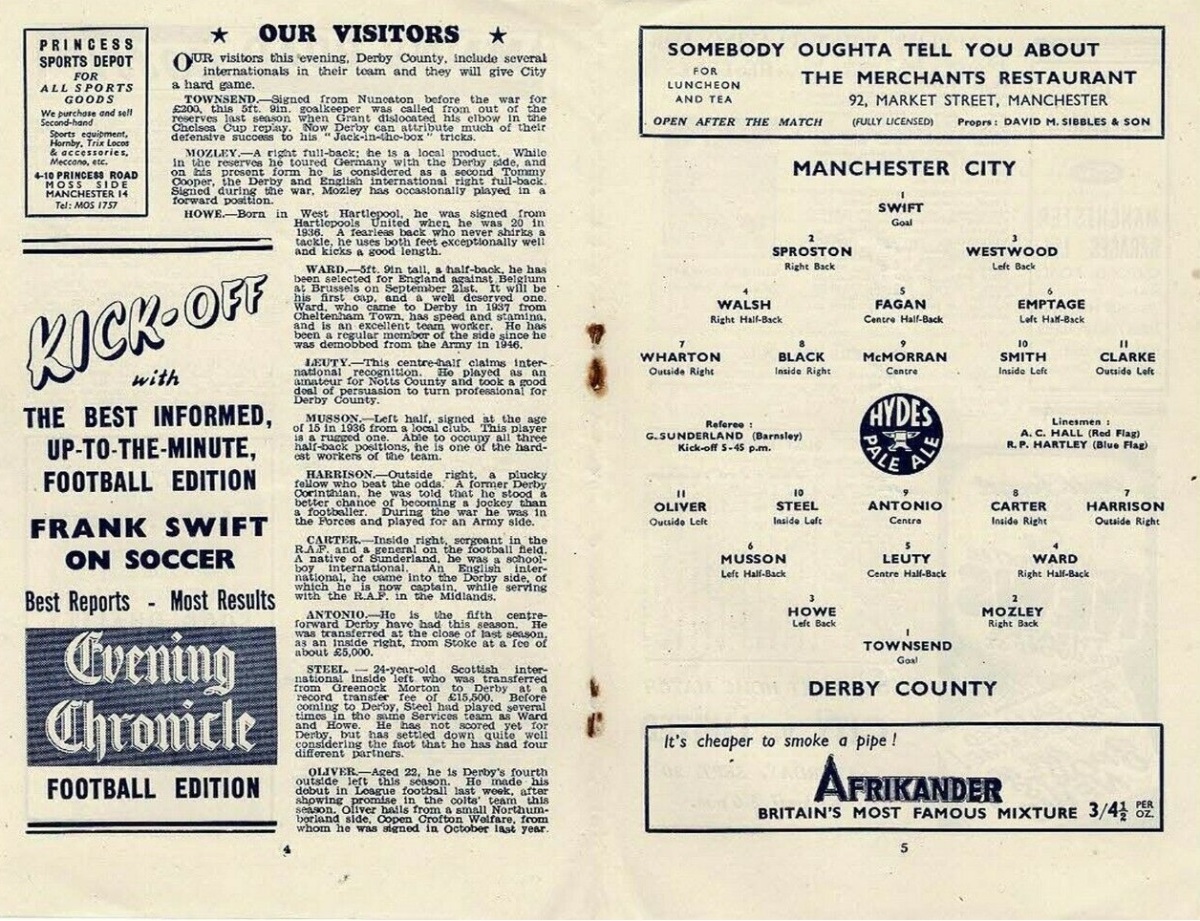 PRINCESS
SPORTS DEPOT
FOR
ALL SPORTS
GOODS
We purchase and sell
Second-hand
Sports equipment,
Hornby, Trix Locos
& accessories,
Meccano, etc.
4-10 PRINCESS ROAD
MOSS SIDE
MANCHESTER 14
Tel: MOS 1757
KICK-OFF
with
THE BEST INFORMED,
UP-TO-THE-MINUTE,
FOOTBALL EDITION
FRANK SWIFT
ON SOCCER
Best Reports - Most Results
Evening
Chronicle
FOOTBALL EDITION
★ OUR VISITORS ★
OUR visitors this evening, Derby County, include several
internationals in their team and they will give City
a hard game.
TOWNSEND.—Signed from Nuneaton before the war for
£200, this 5ft. 9in. goalkeeper was called from out of the
reserves last season when Grant dislocated his elbow in the
Chelsea Cup replay. Now Derby can attribute much of their
defensive success to his "Jack-in-the-box" tricks.
MOZLEY.—A right full-back; he is a local product. While
in the reserves he toured Germany with the Derby side, and
on his present form he is considered as a second Tommy
Cooper, the Derby and English international right full-back.
Signed during the war, Mozley has occasionally played in a
forward position.
HOWE.—Born in West Hartlepool, he was signed from
Hartlepools United when he was 20 in
1936. A fearless back who never shirks a
tackle, he uses both feet exceptionally well
and kicks a good length.
WARD.—5ft. 9in tall, a half-back, he has
been selected for England against Belgium
at Brussels on September 21st. It will be
his first cap, and a well deserved one.
Ward, who came to Derby in 1937 from
Cheltenham Town, has speed and stamina,
and is an excellent team worker. He has
been a regular member of the side since he
was demobbed from the Army in 1946.
LEUTY.—This centre-half claims inter-
national recognition. He played as an
amateur for Notts County and took a good
deal of persuasion to turn professional for
Derby County.
MUSSON.—Left half, signed at the age
of 15 in 1936 from a local club. This player
is a rugged one. Able to occupy all three
half-back positions, he is one of the hard-
est workers of the team.
HARRISON.—Outside right, a plucky
fellow who beat the odds. A former Derby
Corinthian, he was told that he stood a
better chance of becoming a jockey than
a footballer. During the war he was in
the Forces and played for an Army side.
CARTER.—Inside right, sergeant in the
R.A.F. and a general on the football field.
A native of Sunderland, he was a school-
boy international. An English inter-
national, he came into the Derby side, of
which he is now captain, while serving
with the R.A.F. in the Midlands.
ANTONIO.—He is the fifth centre-
forward Derby have had this season. He
was transferred at the close of last season,
as an inside right, from Stoke at a fee of
about £5,000.
STEEL. — 24-year-old Scottish inter-
national inside left who was transferred
from Greenock Morton to Derby at a
record transfer fee of £15,500. Before
coming to Derby, Steel had played several
times in the same Services team as Ward
and Howe. He has not scored yet for
Derby, but has settled down quite well
considering the fact that he has had four
different partners.
OLIVER.—Aged 22, he is Derby's fourth
outside left this season. He made his
debut in League football last week, after
showing promise in the colts' team this
season. Oliver hails from a small Northum-
berland side, Copen Crofton Welfare, from
whom he was signed in October last year.
4
SOMEBODY OUGHTA TELL YOU ABOUT
FOR
LUNCHEON
AND TEA
THE MERCHANTS RESTAURANT
92, MARKET STREET, MANCHESTER
OPEN AFTER THE MATCH (FULLY LICENSED) Proprs: DAVID M. SIBBLES & SON
MANCHESTER CITY
1
SWIFT
Goal
2 3
SPROSTON WESTWOOD
Right Back Left Back
4 5 6
WALSH FAGAN EMPTAGE
Right Half-Back Centre Half-Back Left Half-Back
7 8 9 10 11
WHARTON BLACK McMORRAN SMITH CLARKE
Outside Right Inside Right Centre Inside Left Outside Left
Referee :
G. SUNDERLAND (Barnsley)
Kick-off 5-45 p.m.
HYDES
PALE ALE
Linesmen :
A. C. HALL (Red Flag)
R. P. HARTLEY (Blue Flag)
11 10 9 8 7
OLIVER STEEL ANTONIO CARTER HARRISON
Outside Left Inside Left Centre Inside Right Outside Right
6 5 4
MUSSON LEUTY WARD
Left Half-Back Centre Half-Back Right Half-Back
3 2
HOWE MOZLEY
Left Back Right Back
1
TOWNSEND
Goal
DERBY COUNTY
It's cheaper to smoke a pipe !
AFRIKANDER
BRITAIN'S MOST FAMOUS MIXTURE 3/4½ PER OZ.
5